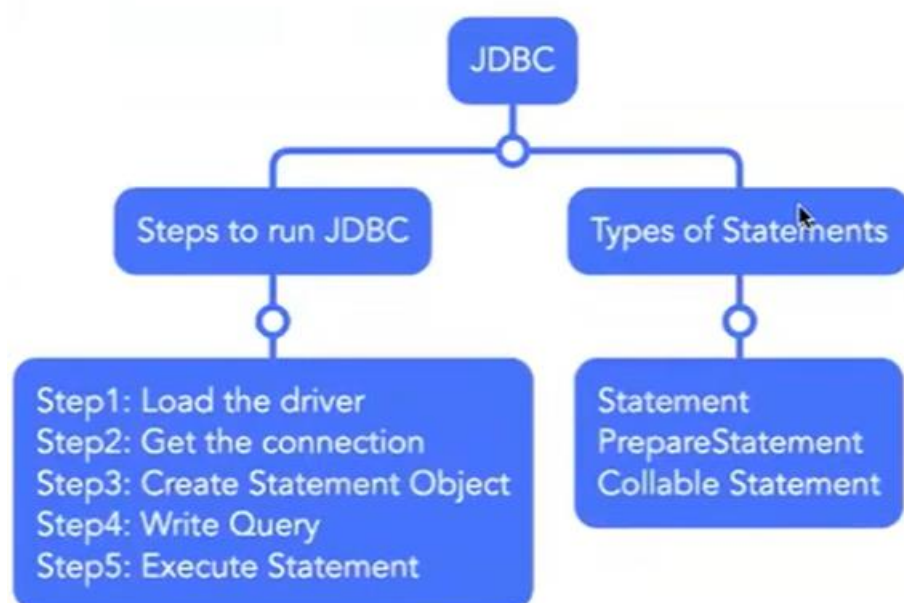 JDBC
Steps to run JDBC
Types of Statements
Step1: Load the driver
Step2: Get the connection
Step3: Create Statement Object
Step4: Write Query
Step5: Execute Statement
Statement
PrepareStatement
Collable Statement